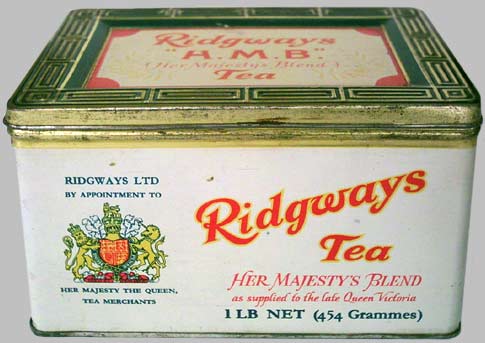 Ridgways
"H.M.B."
(Her Majesty's Blend)
Tea
RIDGWAYS LTD
BY APPOINTMENT TO
HER MAJESTY THE QUEEN,
TEA MERCHANTS
Ridgways
Tea
HER MAJESTY'S BLEND
as supplied to the late Queen Victoria
1 LB NET (454 Grammes)